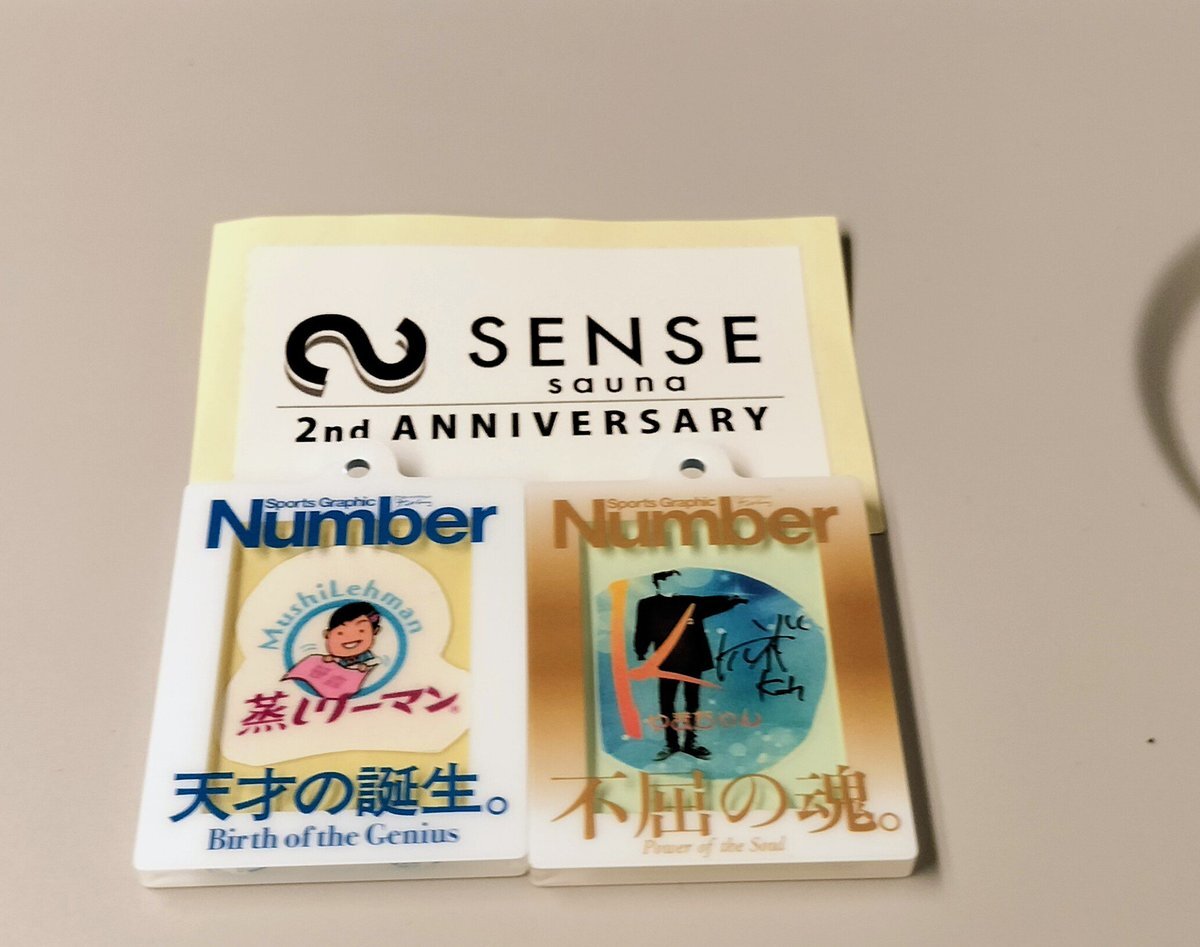 SENSE
sauna
2nd ANNIVERSARY
Sports Graphic
Number
MushiLehman
蒸しリーマン
天才の誕生。
Birth of the Genius
Sports Graphic
Number
K
不屈の魂。
Power of the Soul